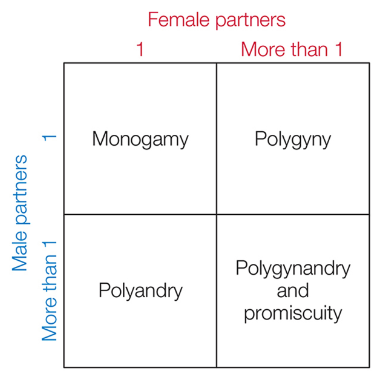 Female partners
1
More than 1
Male partners
1
More than 1
Monogamy
Polygyny
Polyandry
Polygynandry
and
promiscuity